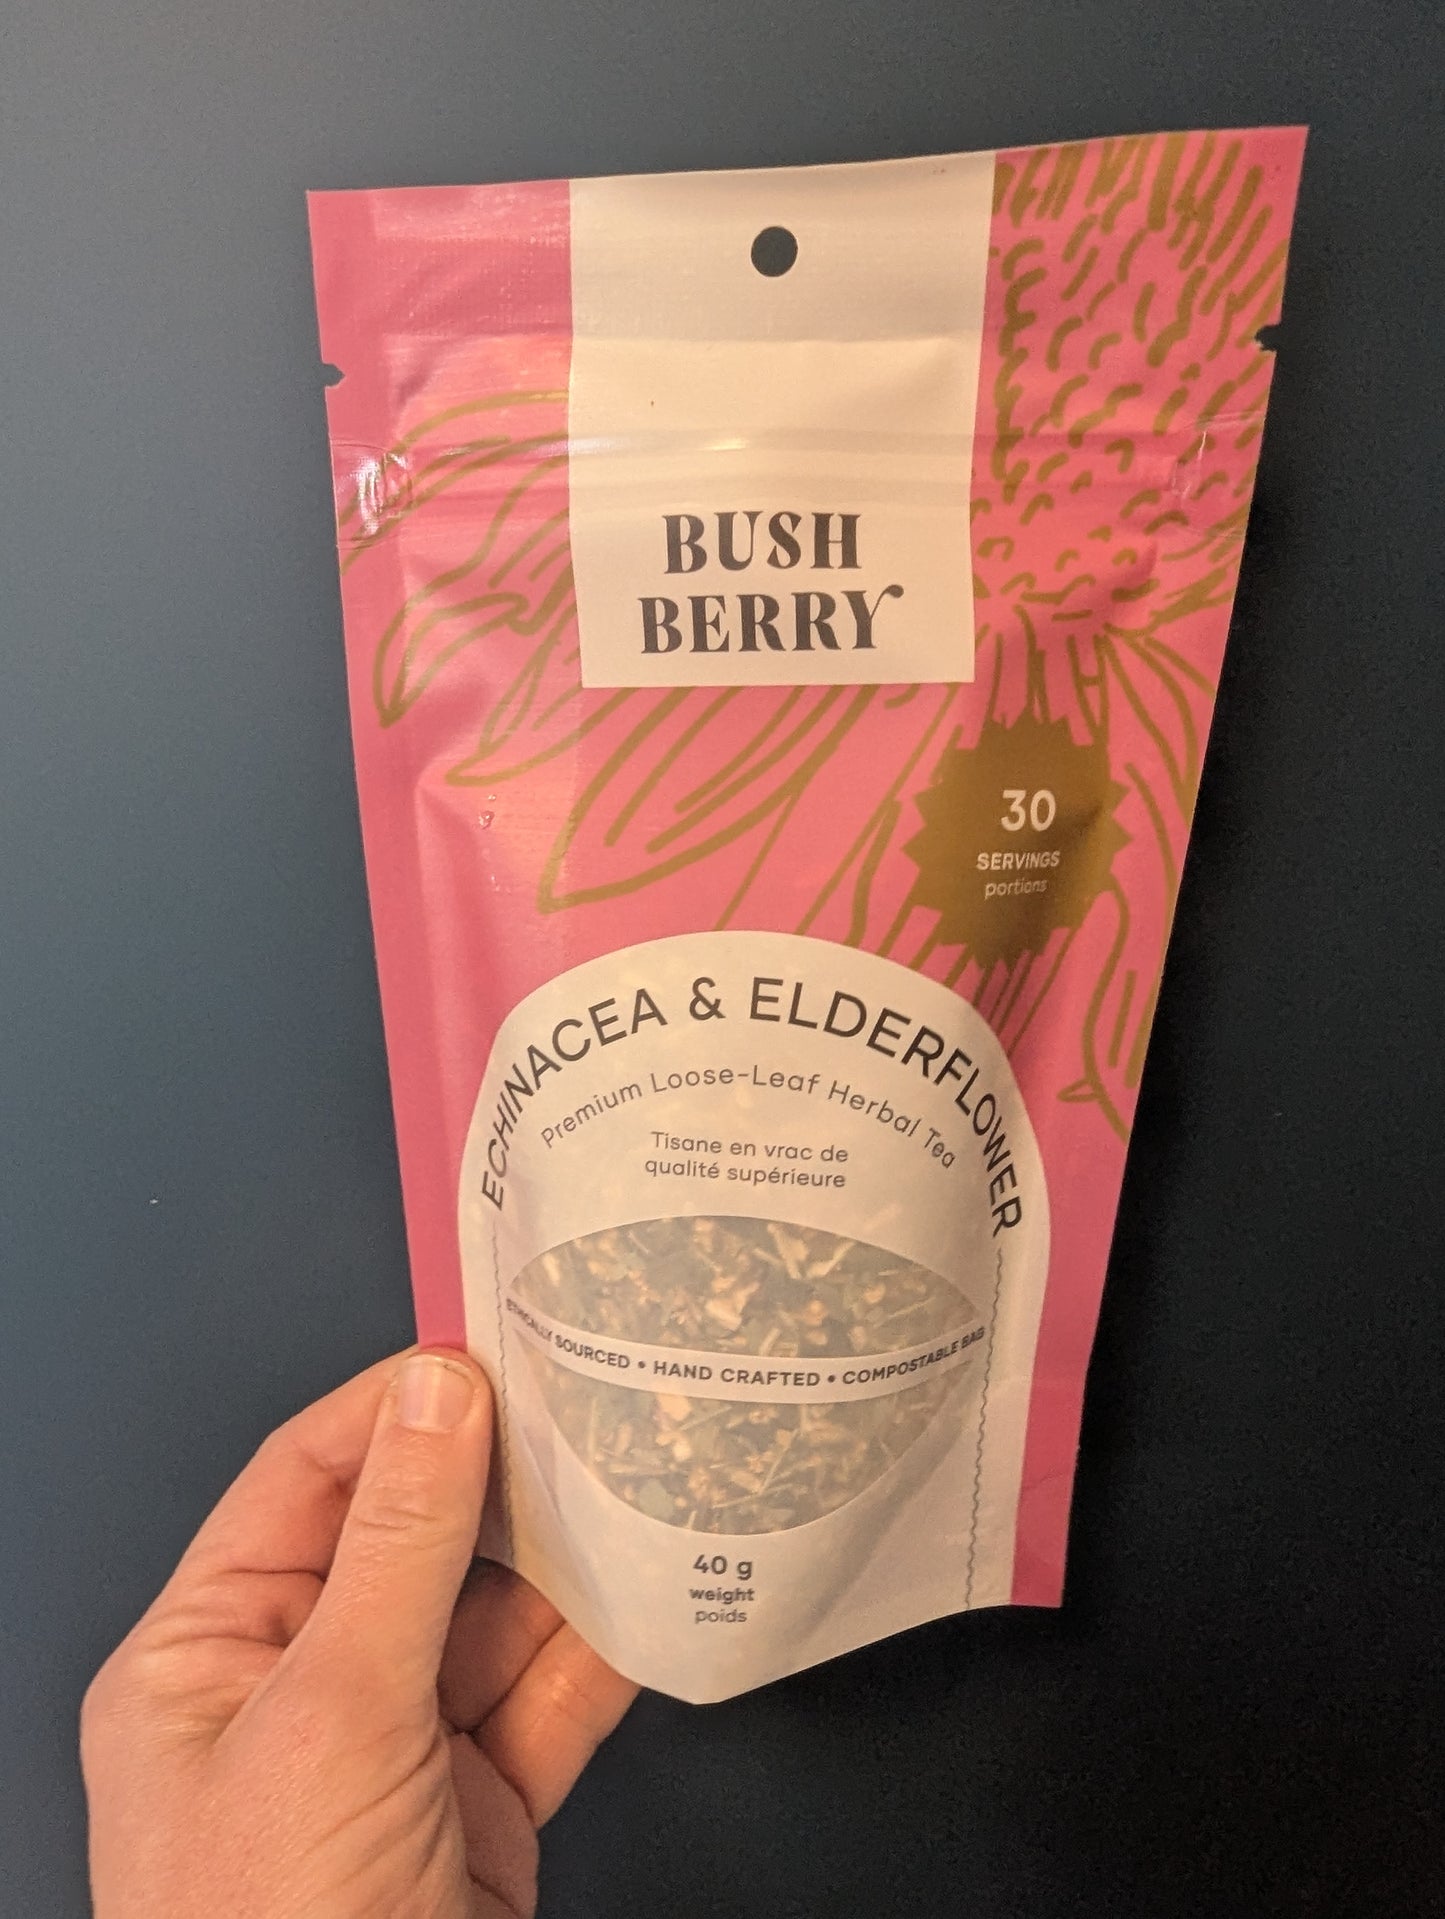 BUSH
BERRY
30
SERVINGS
portions
ECHINACEA & ELDERFLOWER
Premium Loose-Leaf Herbal Tea
Tisane en vrac de
qualité supérieure
ETHICALLY SOURCED • HAND CRAFTED • COMPOSTABLE BAG
40 g
weight
poids